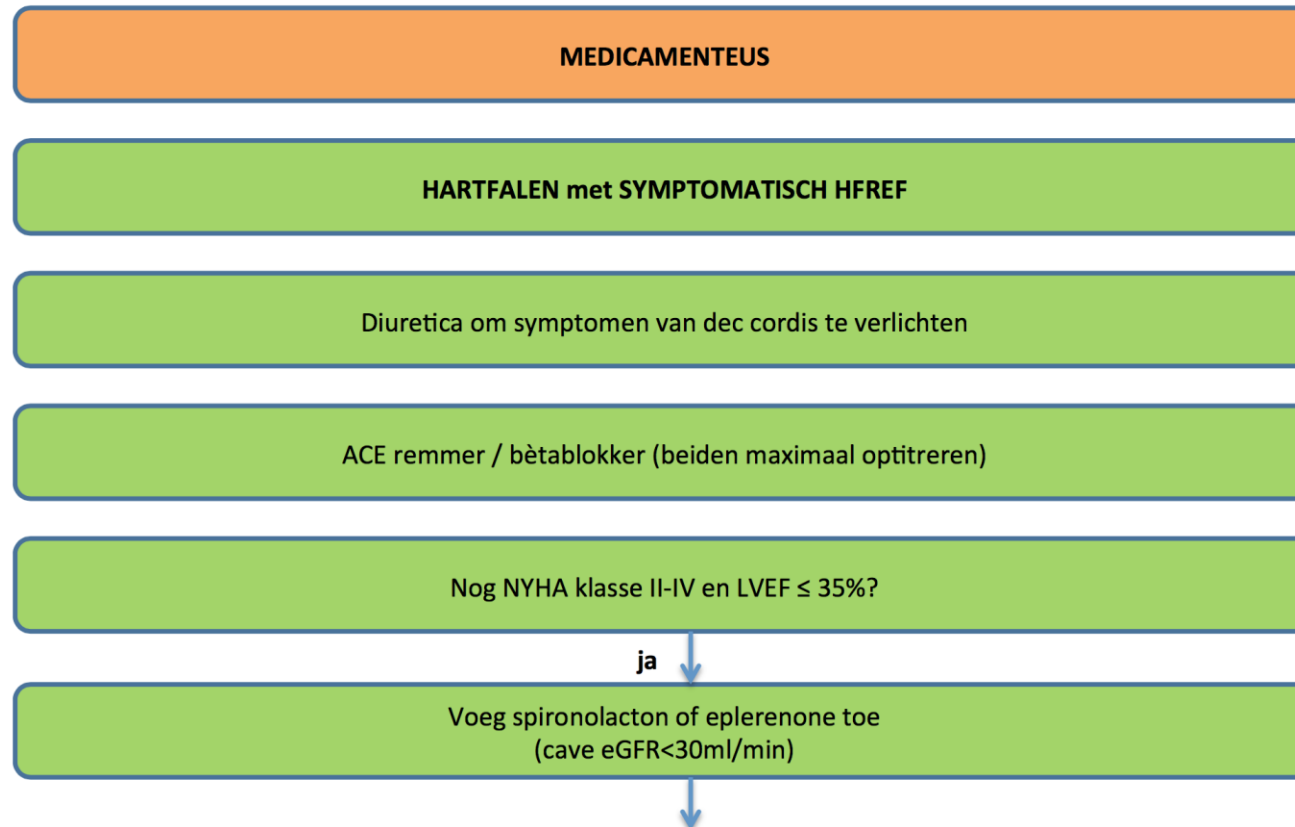 MEDICAMENTEUS
HARTFALEN met SYMPTOMATISCH HFREF
Diuretica om symptomen van dec cordis te verlichten
ACE remmer / bètablokker (beiden maximaal optitreren)
Nog NYHA klasse II-IV en LVEF ≤ 35%?
ja
Voeg spironolacton of eplerenone toe
(cave eGFR<30ml/min)